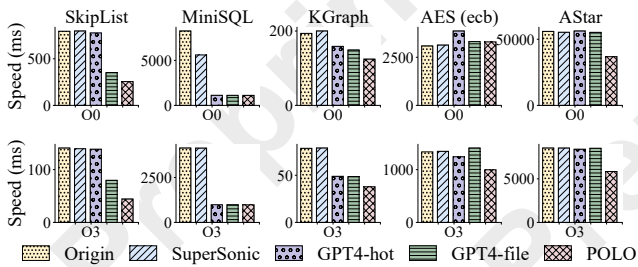 SkipList MiniSQL KGraph AES (ecb) AStar
Speed (ms)
500
0
O0
5000
0
O0
200
0
O0
2500
0
O0
50000
0
O0
Speed (ms)
100
0
O3
2500
0
O3
50
0
O3
1000
0
O3
5000
0
O3
Origin SuperSonic GPT4-hot GPT4-file POLO